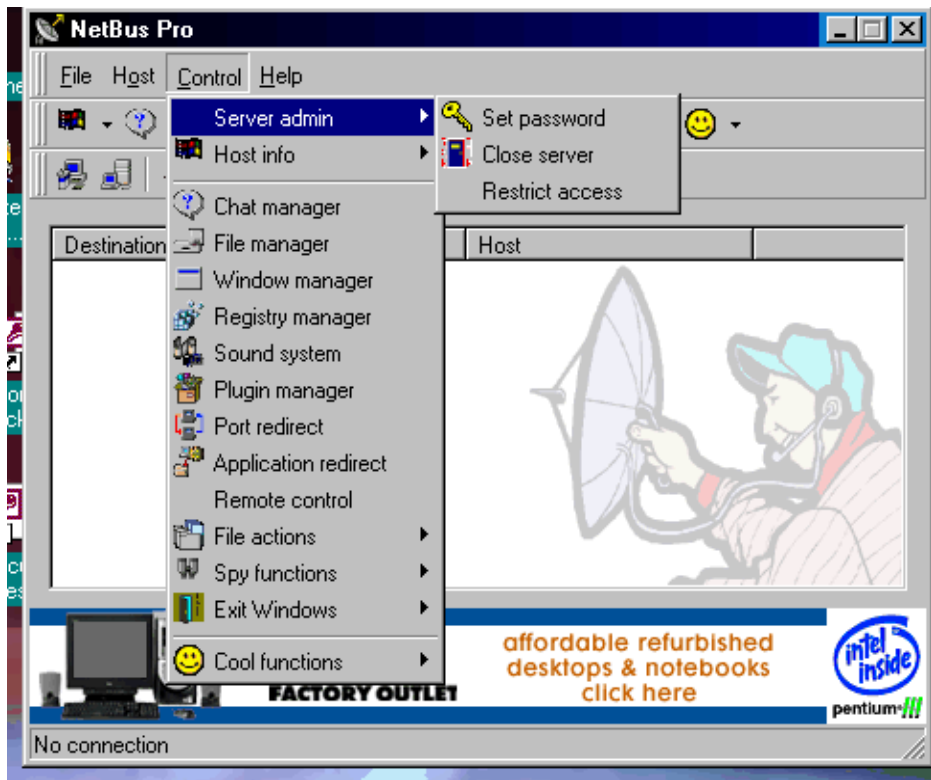 NetBus Pro
File Host Control Help
Server admin
Set password
Close server
Restrict access
Host info
Chat manager
File manager
Window manager
Registry manager
Sound system
Plugin manager
Port redirect
Application redirect
Remote control
File actions
Spy functions
Exit Windows
Cool functions
Destination
Host
FACTORY OUTLET
affordable refurbished
desktops & notebooks
click here
intel
inside
pentium III
No connection